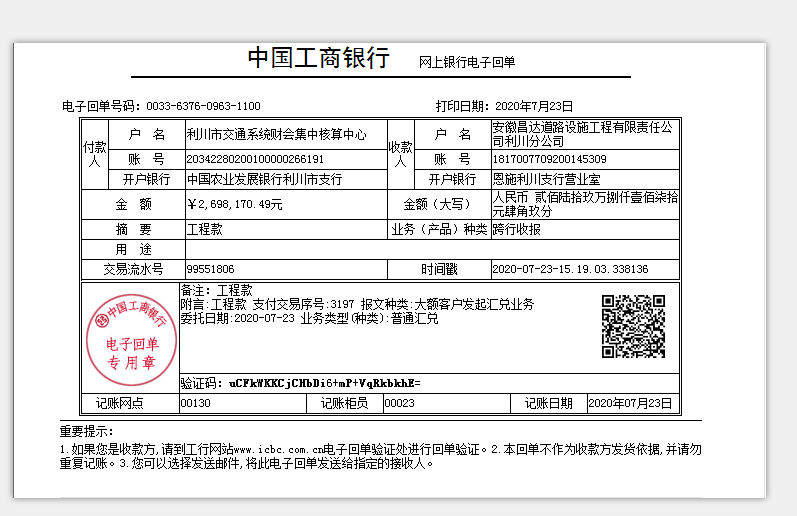 中国工商银行 网上银行电子回单
电子回单号码：0033-6376-0963-1100 打印日期：2020年7月23日
付款人 户 名 利川市交通系统财会集中核算中心 收款人 户 名 安徽昌达道路设施工程有限责任公司利川分公司
账 号 20342280200100000266191 账 号 1817007709200145309
开户银行 中国农业发展银行利川市支行 开户银行 恩施利川支行营业室
金 额 ￥2,698,170.49元 金额（大写） 人民币 贰佰陆拾玖万捌仟壹佰柒拾元肆角玖分
摘 要 工程款 业务（产品）种类 跨行收报
用 途
交易流水号 99551806 时间戳 2020-07-23-15.19.03.338136
中国工商银行
电子回单
专用章
备注：工程款
附言:工程款 支付交易序号:3197 报文种类:大额客户发起汇兑业务
委托日期:2020-07-23 业务类型(种类):普通汇兑
验证码：uCFkWKKCjCHbDi6+mP+VqRkbkhE=
记账网点 00130 记账柜员 00023 记账日期 2020年07月23日
重要提示：
1.如果您是收款方,请到工行网站www.icbc.com.cn电子回单验证处进行回单验证。2.本回单不作为收款方发货依据,并请勿
重复记账。3.您可以选择发送邮件,将此电子回单发送给指定的接收人。